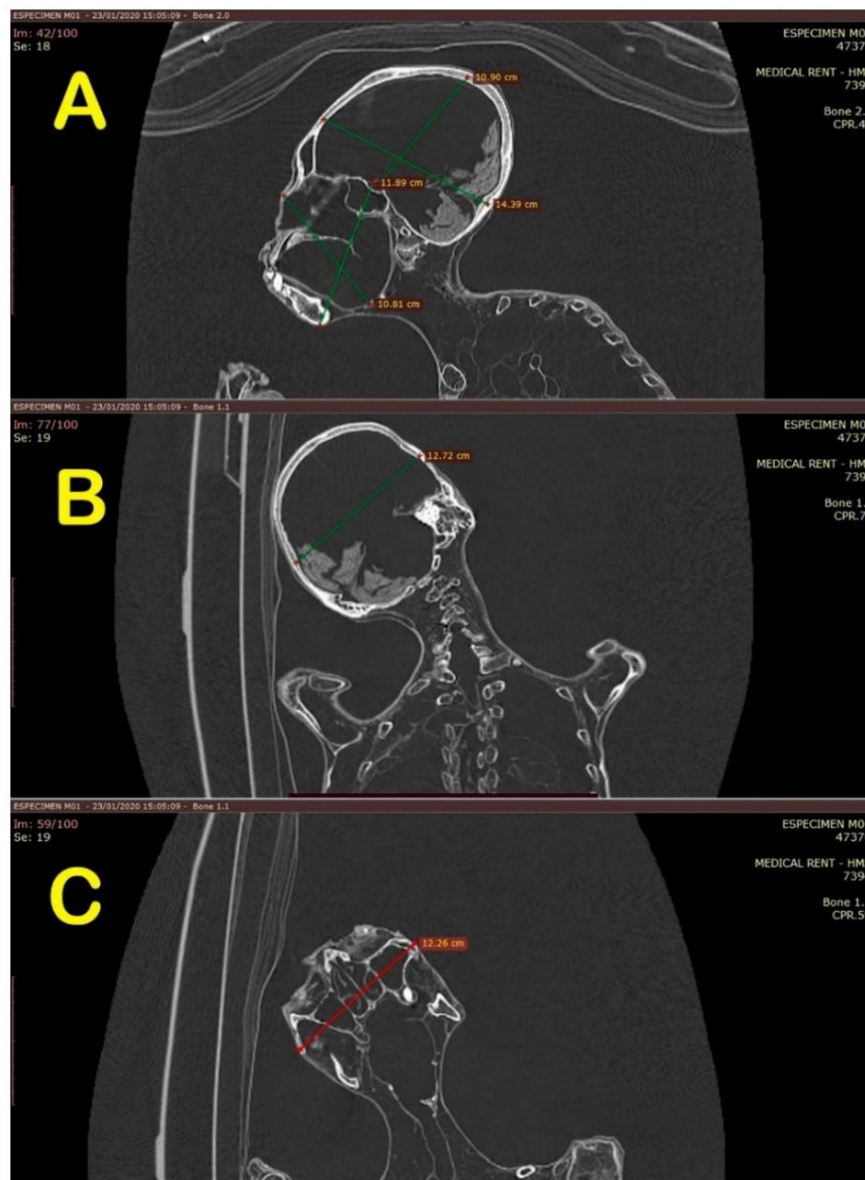 ESPECIMEN M01 - 23/01/2020 15:05:09 - Bone 2.0
Im: 42/100
Se: 18
ESPECIMEN M0
4737
MEDICAL RENT - HM
739
Bone 2.
CPR.4
A
10.90 cm
11.89 cm
14.39 cm
10.81 cm
ESPECIMEN M01 - 23/01/2020 15:05:09 - Bone 1.1
Im: 77/100
Se: 19
ESPECIMEN M0
4737
MEDICAL RENT - HM
739
Bone 1.
CPR.7
B
12.72 cm
ESPECIMEN M01 - 23/01/2020 15:05:09 - Bone 1.1
Im: 59/100
Se: 19
ESPECIMEN M0
4737
MEDICAL RENT - HM
739
Bone 1.
CPR.5
C
12.26 cm